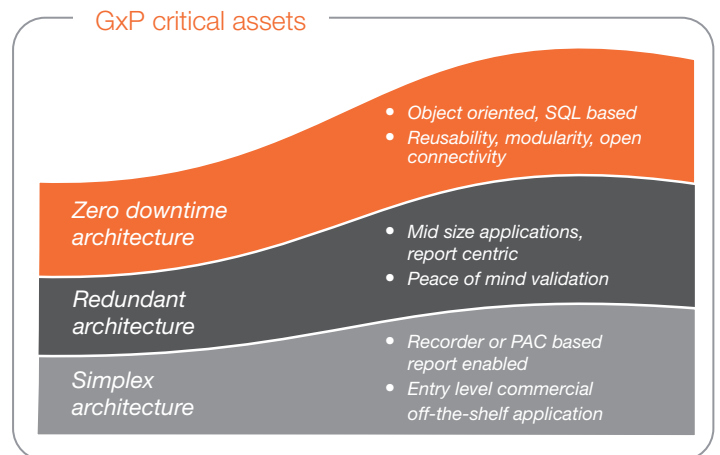 GxP critical assets
• Object oriented, SQL based
• Reusability, modularity, open
connectivity
Zero downtime
architecture
• Mid size applications,
report centric
• Peace of mind validation
Redundant
architecture
• Recorder or PAC based
report enabled
• Entry level commercial
off-the-shelf application
Simplex
architecture